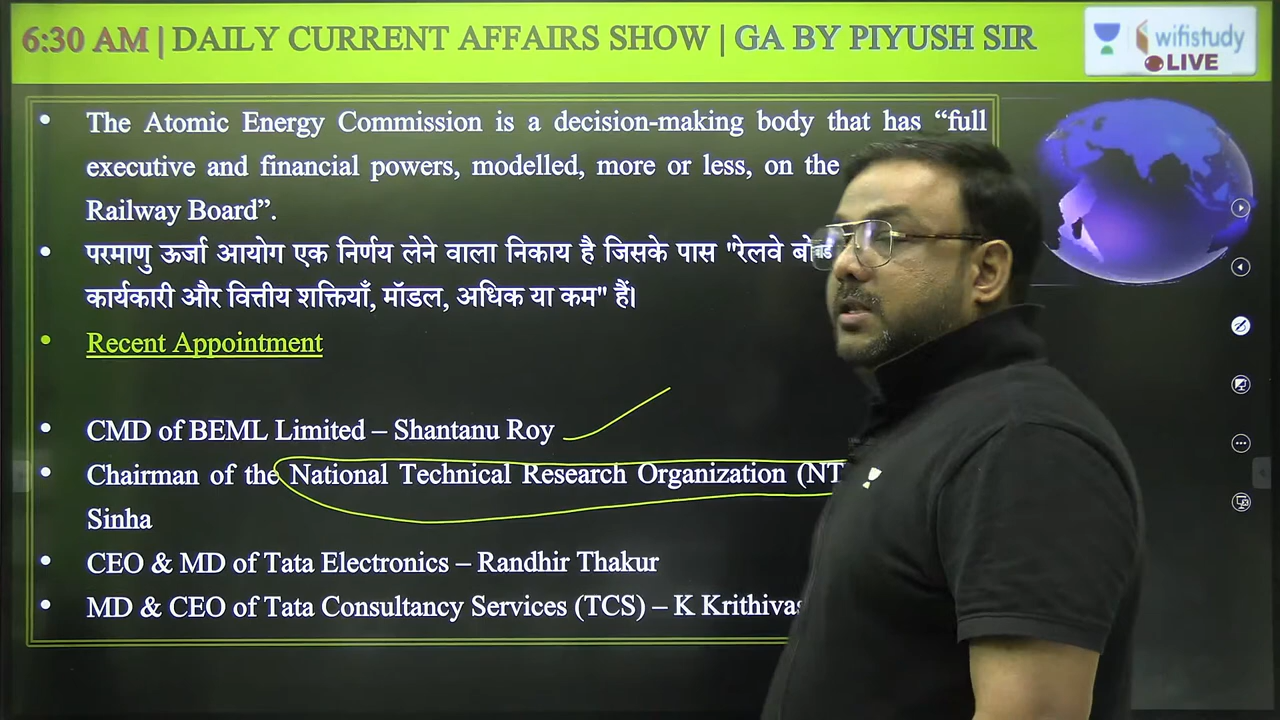 6:30 AM | DAILY CURRENT AFFAIRS SHOW | GA BY PIYUSH SIR
wifistudy
LIVE
The Atomic Energy Commission is a decision-making body that has “full
executive and financial powers, modelled, more or less, on the
Railway Board”.
परमाणु ऊर्जा आयोग एक निर्णय लेने वाला निकाय है जिसके पास "रेलवे बोर्ड
कार्यकारी और वित्तीय शक्तियाँ, मॉडल, अधिक या कम" हैं।
Recent Appointment
CMD of BEML Limited – Shantanu Roy
Chairman of the National Technical Research Organization (NT
Sinha
CEO & MD of Tata Electronics – Randhir Thakur
MD & CEO of Tata Consultancy Services (TCS) – K